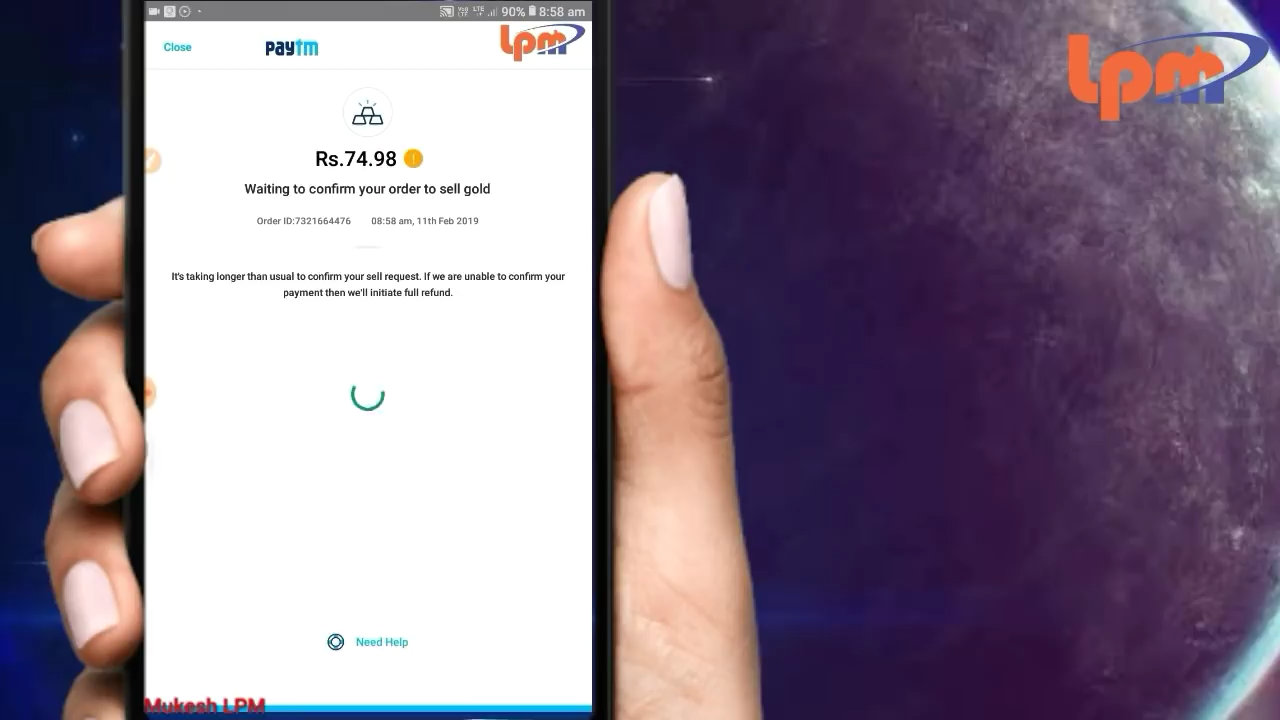 90% 8:58 am
Close
paytm
lpm
lpm
Rs.74.98
Waiting to confirm your order to sell gold
Order ID:7321664476 08:58 am, 11th Feb 2019
It's taking longer than usual to confirm your sell request. If we are unable to confirm your
payment then we'll initiate full refund.
Need Help
Mukesh LPM